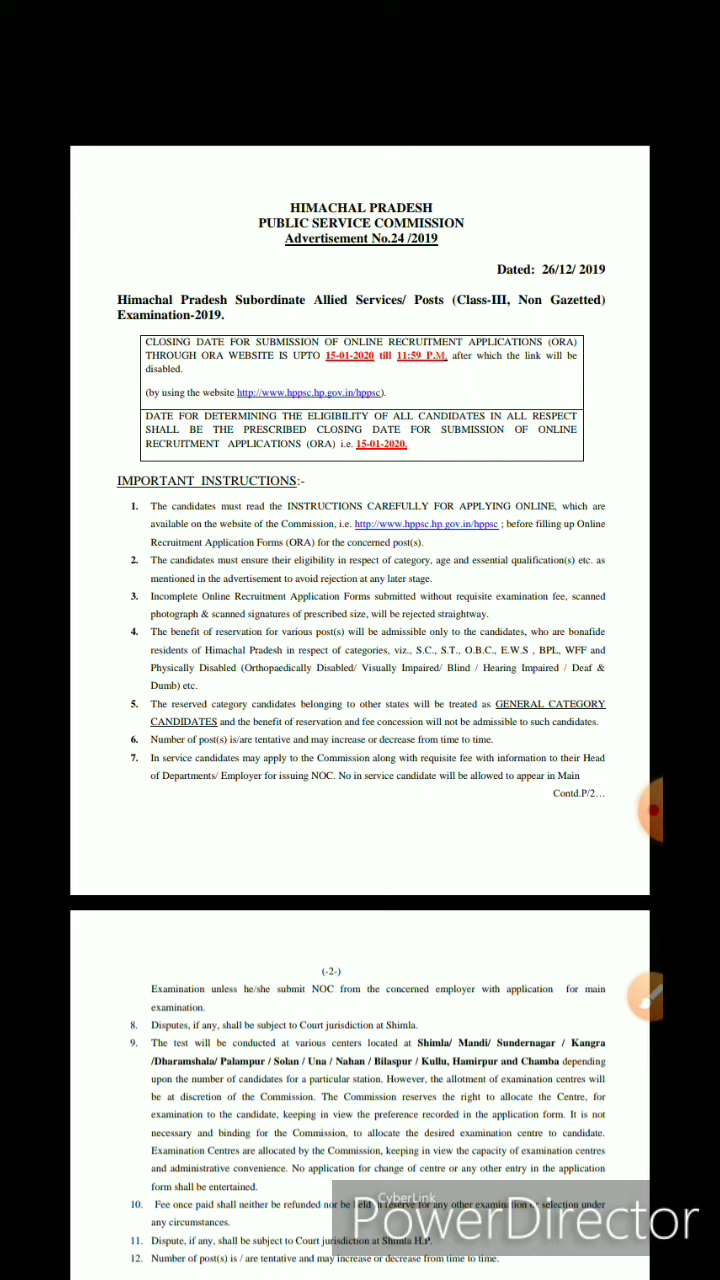 HIMACHAL PRADESH
PUBLIC SERVICE COMMISSION
Advertisement No.24 /2019
Dated: 26/12/ 2019
Himachal Pradesh Subordinate Allied Services/ Posts (Class-III, Non Gazetted)
Examination-2019.
CLOSING DATE FOR SUBMISSION OF ONLINE RECRUITMENT APPLICATIONS (ORA)
THROUGH ORA WEBSITE IS UPTO 15-01-2020 till 11:59 P.M. after which the link will be
disabled.
(by using the website http://www.hppsc.hp.gov.in/hppsc).
DATE FOR DETERMINING THE ELIGIBILITY OF ALL CANDIDATES IN ALL RESPECT
SHALL BE THE PRESCRIBED CLOSING DATE FOR SUBMISSION OF ONLINE
RECRUITMENT APPLICATIONS (ORA) i.e. 15-01-2020.
IMPORTANT INSTRUCTIONS:-
1. The candidates must read the INSTRUCTIONS CAREFULLY FOR APPLYING ONLINE, which are
available on the website of the Commission, i.e. http://www.hppsc.hp.gov.in/hppsc ; before filling up Online
Recruitment Application Forms (ORA) for the concerned post(s).
2. The candidates must ensure their eligibility in respect of category, age and essential qualification(s) etc. as
mentioned in the advertisement to avoid rejection at any later stage.
3. Incomplete Online Recruitment Application Forms submitted without requisite examination fee, scanned
photograph & scanned signatures of prescribed size, will be rejected straightway.
4. The benefit of reservation for various post(s) will be admissible only to the candidates, who are bonafide
residents of Himachal Pradesh in respect of categories, viz., S.C., S.T., O.B.C., E.W.S , BPL, WFF and
Physically Disabled (Orthopaedically Disabled/ Visually Impaired/ Blind / Hearing Impaired / Deaf &
Dumb) etc.
5. The reserved category candidates belonging to other states will be treated as GENERAL CATEGORY
CANDIDATES and the benefit of reservation and fee concession will not be admissible to such candidates.
6. Number of post(s) is/are tentative and may increase or decrease from time to time.
7. In service candidates may apply to the Commission along with requisite fee with information to their Head
of Departments/ Employer for issuing NOC. No in service candidate will be allowed to appear in Main
Contd.P/2…
(-2-)
Examination unless he/she submit NOC from the concerned employer with application for main
examination.
8. Disputes, if any, shall be subject to Court jurisdiction at Shimla.
9. The test will be conducted at various centers located at Shimla/ Mandi/ Sundernagar / Kangra
/Dharamshala/ Palampur / Solan / Una / Nahan / Bilaspur / Kullu, Hamirpur and Chamba depending
upon the number of candidates for a particular station. However, the allotment of examination centres will
be at discretion of the Commission. The Commission reserves the right to allocate the Centre, for
examination to the candidate, keeping in view the preference recorded in the application form. It is not
necessary and binding for the Commission, to allocate the desired examination centre to candidate.
Examination Centres are allocated by the Commission, keeping in view the capacity of examination centres
and administrative convenience. No application for change of centre or any other entry in the application
form shall be entertained.
10. Fee once paid shall neither be refunded nor be held in reserve for any other examination or selection under
any circumstances.
11. Dispute, if any, shall be subject to Court jurisdiction at Shimla H.P.
12. Number of post(s) is / are tentative and may increase or decrease from time to time.
CyberLink
PowerDirector